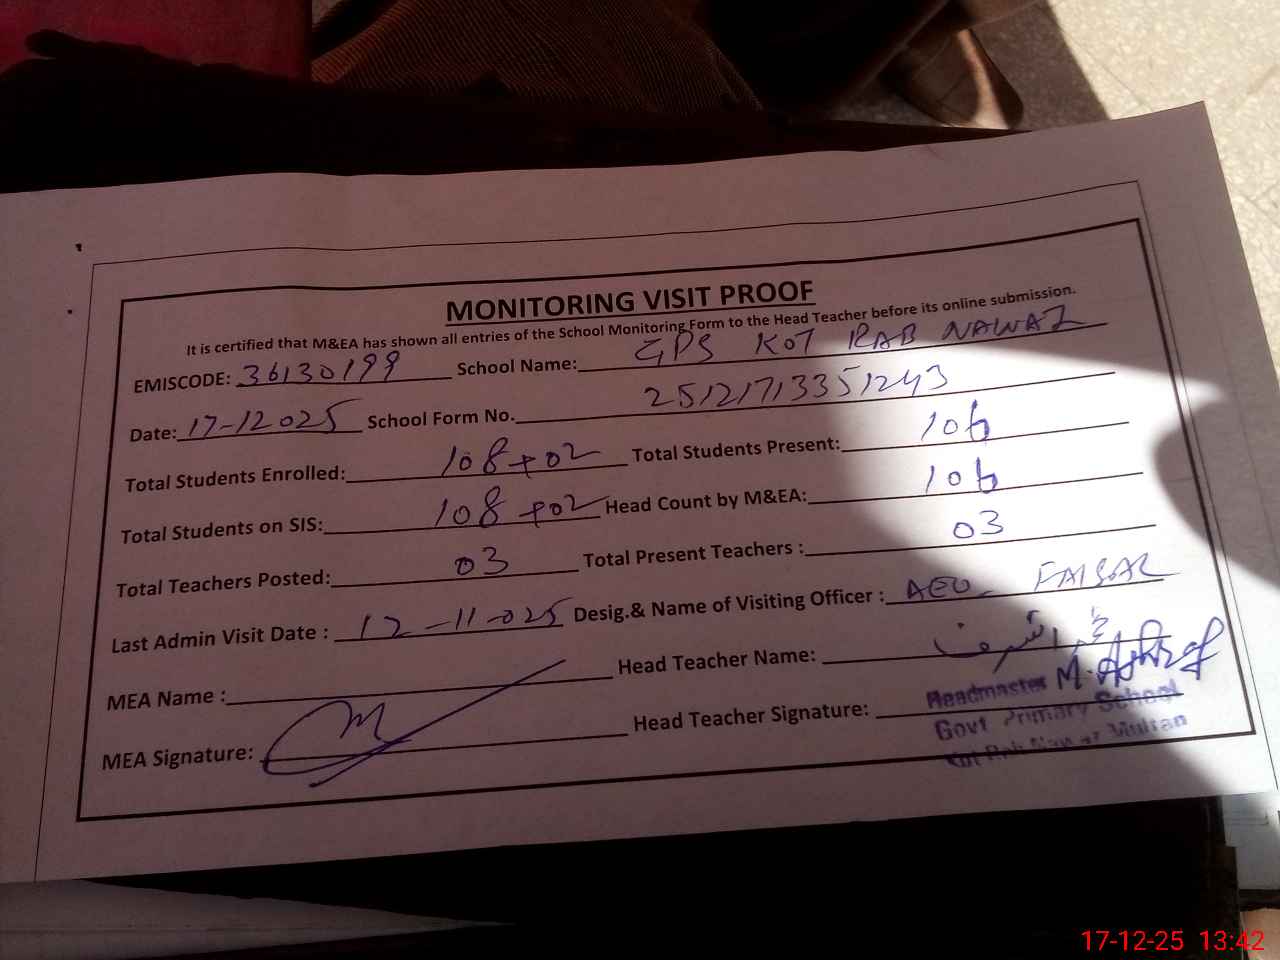 MONITORING VISIT PROOF
It is certified that M&EA has shown all entries of the School Monitoring Form to the Head Teacher before its online submission.
EMISCODE: 36130199 School Name: GPS KOT RAB NAWAZ
Date: 17-12025 School Form No. 25121713351243
Total Students Enrolled: 108+02 Total Students Present: 106
Total Students on SIS: 108+02 Head Count by M&EA: 106
Total Teachers Posted: 03 Total Present Teachers : 03
Last Admin Visit Date : 12-11-025 Desig.& Name of Visiting Officer : AEO. FAISAL
MEA Name : Head Teacher Name: محمد اشرف
MEA Signature: M Head Teacher Signature: M. Ashraf
Headmaster
Govt Primary School
Multan
17-12-25 13:42